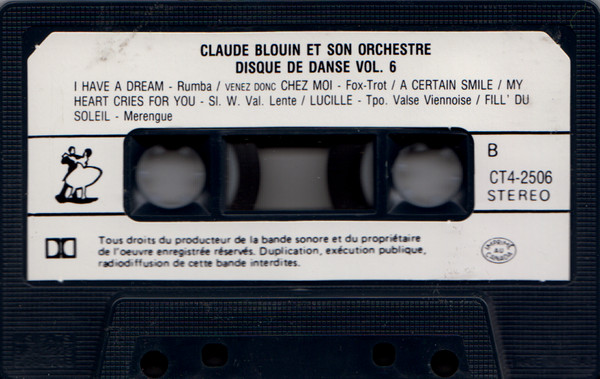 CLAUDE BLOUIN ET SON ORCHESTRE
DISQUE DE DANSE VOL. 6
I HAVE A DREAM - Rumba / VENEZ DONC CHEZ MOI - Fox-Trot / A CERTAIN SMILE / MY
HEART CRIES FOR YOU - Sl. W. Val. Lente / LUCILLE - Tpo. Valse Viennoise / FILL' DU
SOLEIL - Merengue
B
CT4-2506
STEREO
Tous droits du producteur de la bande sonore et du propriétaire
de l'oeuvre enregistrée réservés. Duplication, exécution publique,
radiodiffusion de cette bande interdites.
IMPRIMÉ
AU
CANADA